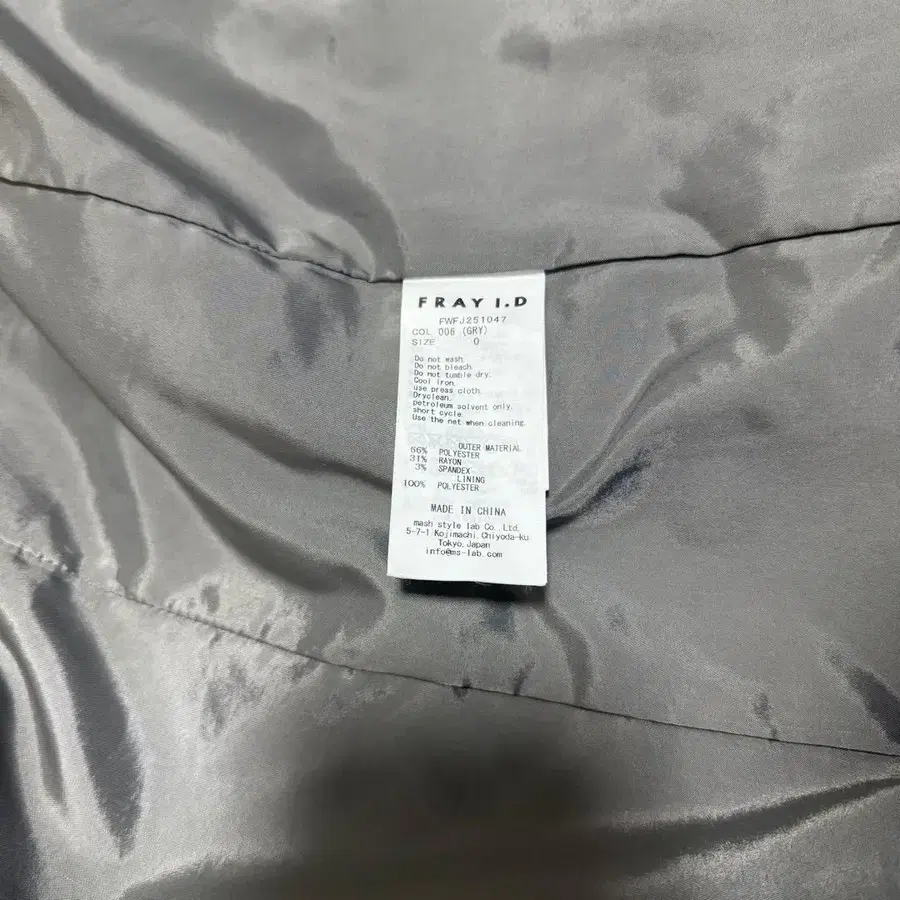 FRAY I.D
FWFJ251047
COL 006 (GRY)
SIZE 0
Do not wash.
Do not bleach.
Do not tumble dry.
Cool iron.
use press cloth.
Dryclean.
petroleum solvent only.
short cycle.
Use the net when cleaning.
OUTER MATERIAL
66% POLYESTER
31% RAYON
3% SPANDEX
LINING
100% POLYESTER
MADE IN CHINA
mash style lab Co., Ltd.
5-7-1 Kojimachi, Chiyoda-ku
Tokyo, Japan
info@ms-lab.com